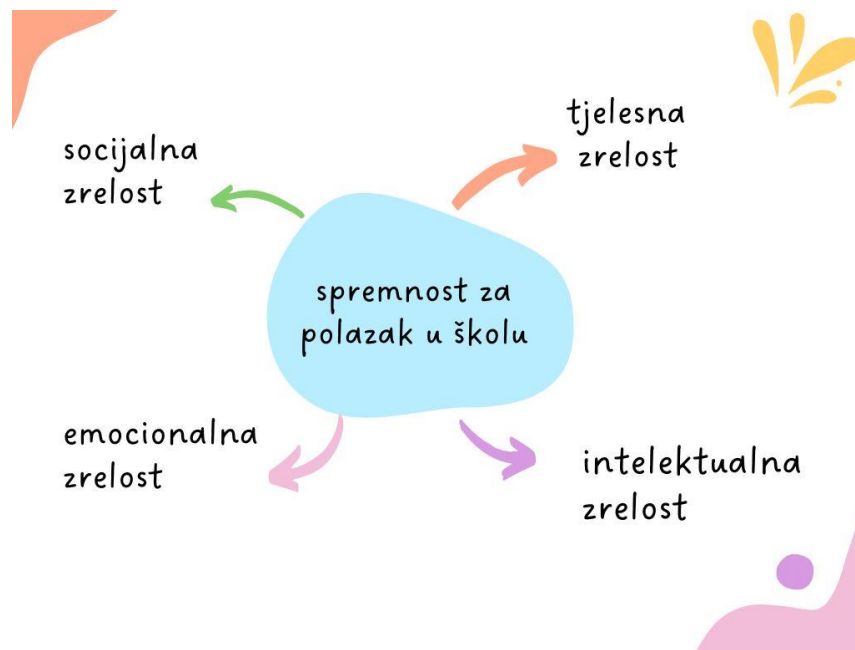 socijalna
zrelost
tjelesna
zrelost
spremnost za
polazak u školu
emocionalna
zrelost
intelektualna
zrelost